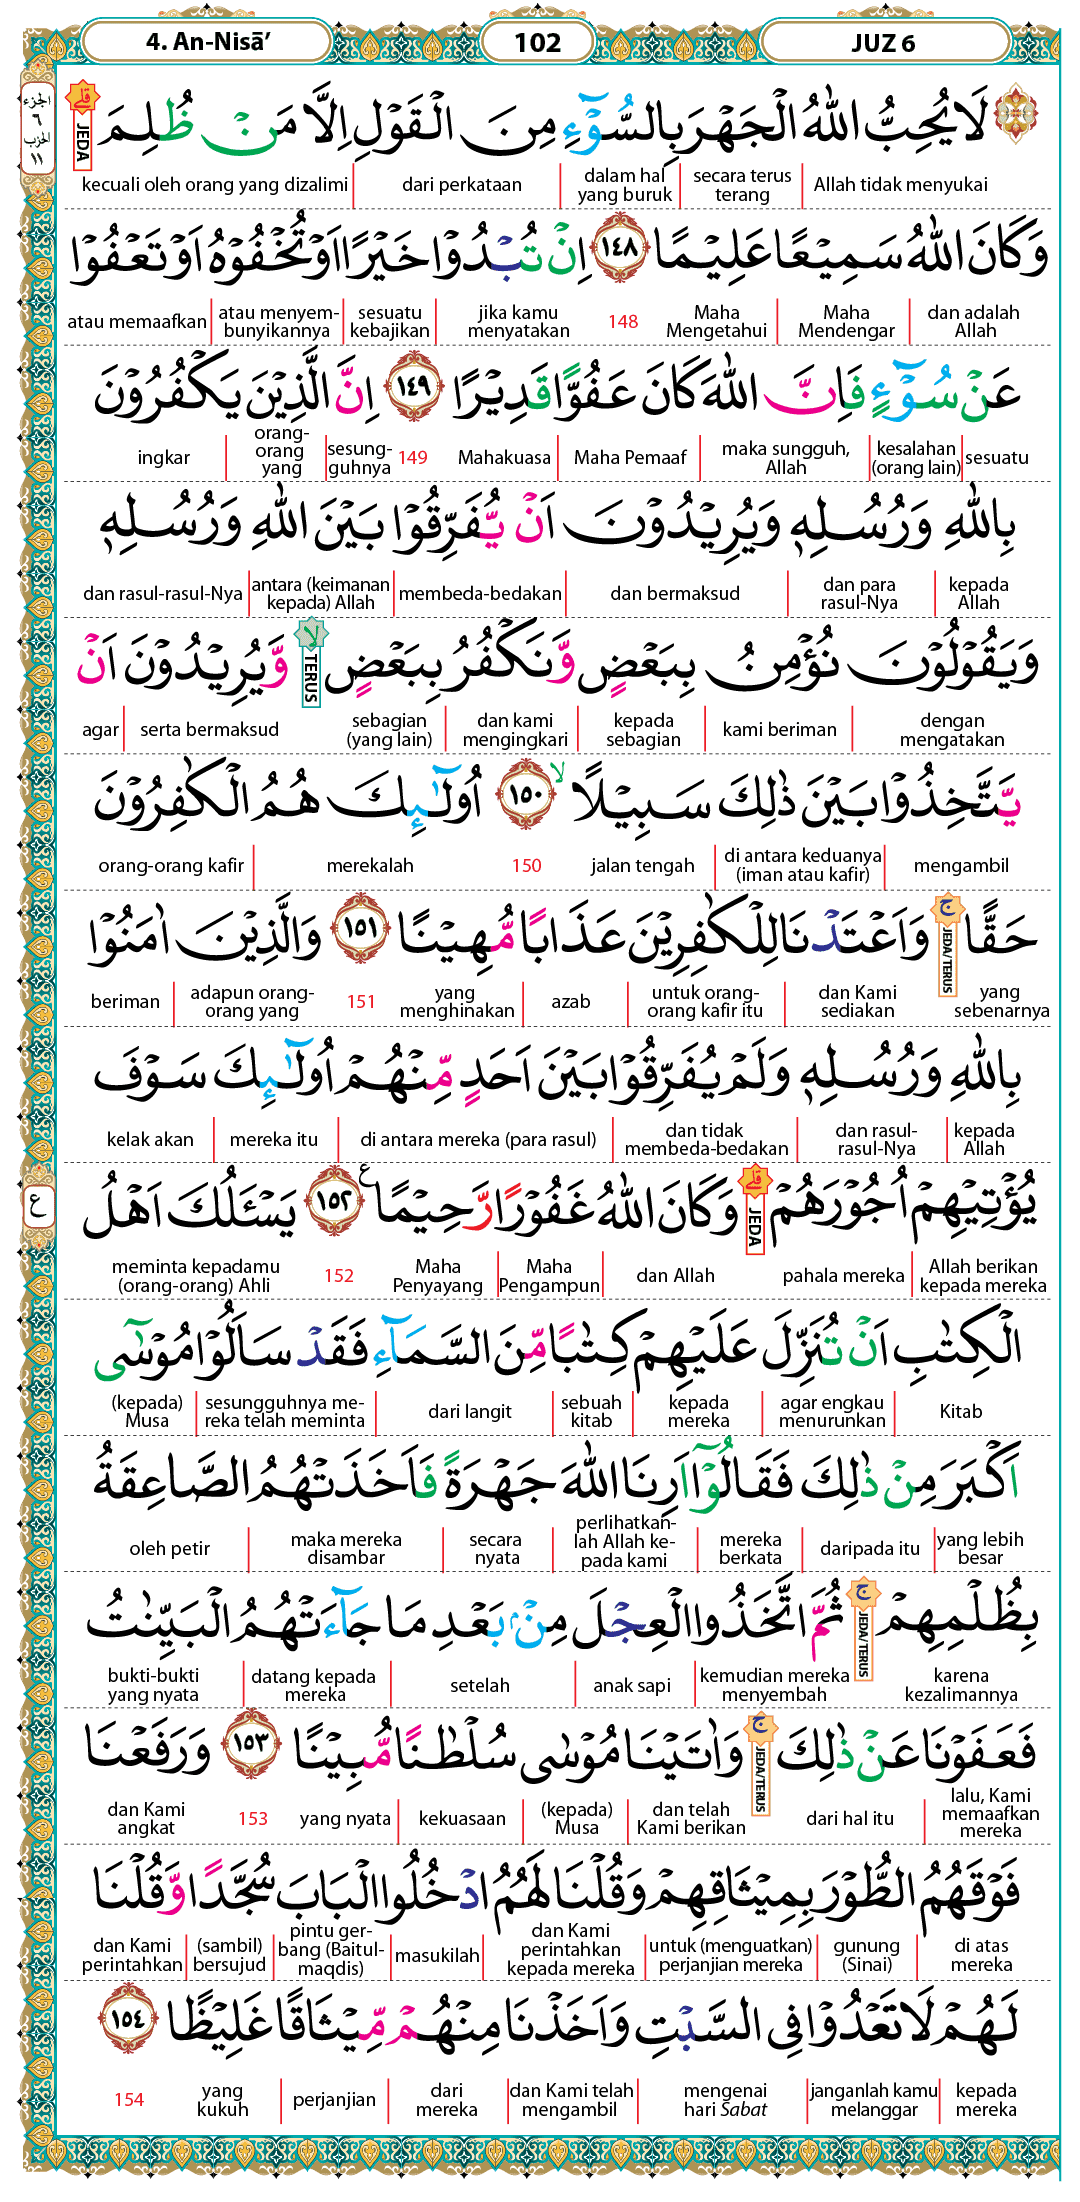 4. An-Nisā’ 102 JUZ 6
الجزء
٦
الحزب
١١
لَا يُحِبُّ اللّٰهُ الْجَهْرَ بِالسُّوْۤءِ مِنَ الْقَوْلِ اِلَّا مَنْ ظُلِمَ ۗ JEDA
Allah tidak menyukai | secara terus terang | dalam hal yang buruk | dari perkataan | kecuali oleh orang yang dizalimi
وَكَانَ اللّٰهُ سَمِيْعًا عَلِيْمًا ١٤٨ اِنْ تُبْدُوْا خَيْرًا اَوْ تُخْفُوْهُ اَوْ تَعْفُوْا
dan adalah Allah | Maha Mendengar | Maha Mengetahui 148 jika kamu menyatakan | sesuatu kebajikan | atau menyem-bunyikannya | atau memaafkan
عَنْ سُوْۤءٍ فَاِنَّ اللّٰهَ كَانَ عَفُوًّا قَدِيْرًا ١٤٩ اِنَّ الَّذِيْنَ يَكْفُرُوْنَ
sesuatu | kesalahan (orang lain) | maka sungguh, Allah | Maha Pemaaf | Mahakuasa 149 sesung-guhnya | orang-orang yang | ingkar
بِاللّٰهِ وَرُسُلِهٖ وَيُرِيْدُوْنَ اَنْ يُّفَرِّقُوْا بَيْنَ اللّٰهِ وَرُسُلِهٖ
kepada Allah | dan para rasul-Nya | dan bermaksud | membeda-bedakan | antara (keimanan kepada) Allah | dan rasul-rasul-Nya
وَيَقُوْلُوْنَ نُؤْمِنُ بِبَعْضٍ وَّنَكْفُرُ بِبَعْضٍ ۙ TERUS وَّيُرِيْدُوْنَ اَنْ
dengan mengatakan | kami beriman | kepada sebagian | dan kami mengingkari | sebagian (yang lain) serta bermaksud | agar
يَّتَّخِذُوْا بَيْنَ ذٰلِكَ سَبِيْلًا ۙ ١٥٠ اُولٰۤىِٕكَ هُمُ الْكٰفِرُوْنَ
mengambil | di antara keduanya (iman atau kafir) | jalan tengah 150 merekalah | orang-orang kafir
حَقًّا ۚ JEDA/TERUS وَاَعْتَدْنَا لِلْكٰفِرِيْنَ عَذَابًا مُّهِيْنًا ١٥١ وَالَّذِيْنَ اٰمَنُوْا
yang sebenarnya dan Kami sediakan | untuk orang-orang kafir itu | azab | yang menghinakan 151 adapun orang-orang yang | beriman
بِاللّٰهِ وَرُسُلِهٖ وَلَمْ يُفَرِّقُوْا بَيْنَ اَحَدٍ مِّنْهُمْ اُولٰۤىِٕكَ سَوْفَ
kepada Allah | dan rasul-rasul-Nya | dan tidak membeda-bedakan | di antara mereka (para rasul) | mereka itu | kelak akan
ع
يُؤْتِيْهِمْ اُجُوْرَهُمْ ۗ JEDA وَكَانَ اللّٰهُ غَفُوْرًا رَّحِيْمًا ࣖ ١٥٢ يَسْـَٔلُكَ اَهْلُ
Allah berikan kepada mereka | pahala mereka dan Allah | Maha Pengampun | Maha Penyayang 152 meminta kepadamu (orang-orang) Ahli
الْكِتٰبِ اَنْ تُنَزِّلَ عَلَيْهِمْ كِتٰبًا مِّنَ السَّمَاۤءِ فَقَدْ سَاَلُوْا مُوْسٰٓى
Kitab | agar engkau menurunkan | kepada mereka | sebuah kitab | dari langit | sesungguhnya me-reka telah meminta | (kepada) Musa
اَكْبَرَ مِنْ ذٰلِكَ فَقَالُوْٓا اَرِنَا اللّٰهَ جَهْرَةً فَاَخَذَتْهُمُ الصَّاعِقَةُ
yang lebih besar | daripada itu | mereka berkata | perlihatkan-lah Allah ke-pada kami | secara nyata | maka mereka disambar | oleh petir
بِظُلْمِهِمْ ۚ JEDA/TERUS ثُمَّ اتَّخَذُوا الْعِجْلَ مِنْۢ بَعْدِ مَا جَاۤءَتْهُمُ الْبَيِّنٰتُ
karena kezalimannya kemudian mereka menyembah | anak sapi | setelah | datang kepada mereka | bukti-bukti yang nyata
فَعَفَوْنَا عَنْ ذٰلِكَ ۚ JEDA/TERUS وَاٰتَيْنَا مُوْسٰى سُلْطٰنًا مُّبِيْنًا ١٥٣ وَرَفَعْنَا
lalu, Kami memaafkan mereka | dari hal itu dan telah Kami berikan | (kepada) Musa | kekuasaan | yang nyata 153 dan Kami angkat
فَوْقَهُمُ الطُّوْرَ بِمِيْثَاقِهِمْ وَقُلْنَا لَهُمُ ادْخُلُوا الْبَابَ سُجَّدًا وَّقُلْنَا
di atas mereka | gunung (Sinai) | untuk (menguatkan) perjanjian mereka | dan Kami perintahkan kepada mereka | masukilah | pintu ger-bang (Baitul-maqdis) | (sambil) bersujud | dan Kami perintahkan
لَهُمْ لَا تَعْدُوْا فِى السَّبْتِ وَاَخَذْنَا مِنْهُمْ مِّيْثَاقًا غَلِيْظًا ١٥٤
kepada mereka | janganlah kamu melanggar | mengenai hari Sabat | dan Kami telah mengambil | dari mereka | perjanjian | yang kukuh 154